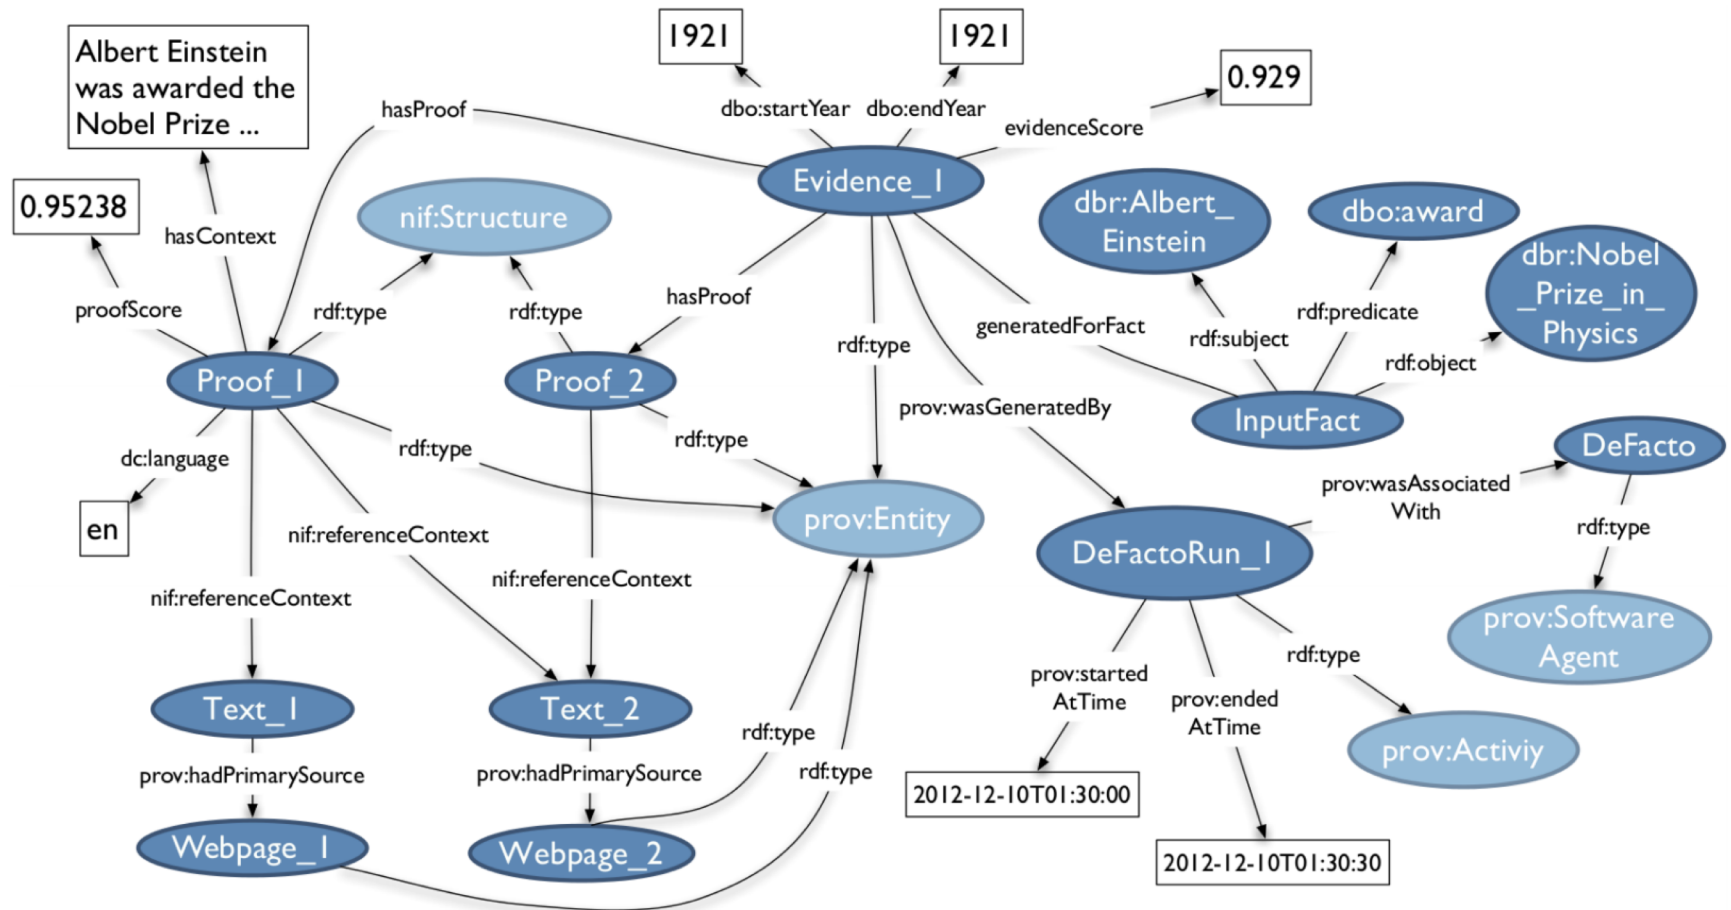 1921
1921
Albert Einstein
was awarded the
Nobel Prize ...
0.929
hasProof
dbo:startYear
dbo:endYear
evidenceScore
Evidence_1
0.95238
nif:Structure
dbr:Albert_
Einstein
dbo:award
hasContext
dbr:Nobel
_Prize_in_
Physics
proofScore
rdf:type
rdf:type
hasProof
generatedForFact
rdf:subject
rdf:predicate
rdf:type
rdf:object
Proof_1
Proof_2
prov:wasGeneratedBy
InputFact
dc:language
rdf:type
rdf:type
DeFacto
prov:wasAssociated
With
en
nif:referenceContext
prov:Entity
DeFactoRun_1
rdf:type
nif:referenceContext
nif:referenceContext
prov:Software
Agent
rdf:type
prov:started
AtTime
prov:ended
AtTime
Text_1
Text_2
rdf:type
prov:Activiy
prov:hadPrimarySource
prov:hadPrimarySource
rdf:type
2012-12-10T01:30:00
Webpage_1
Webpage_2
2012-12-10T01:30:30